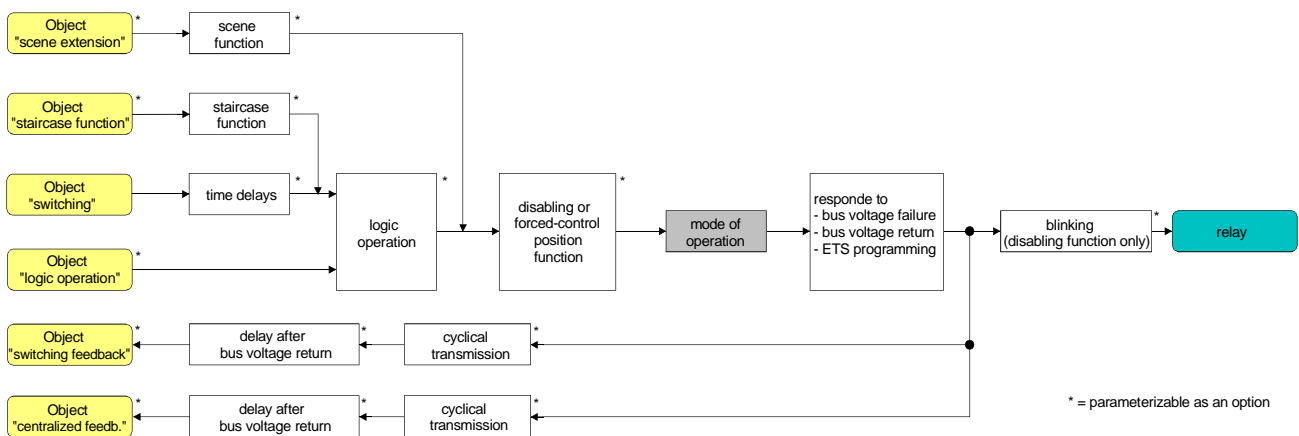 Object
"scene extension"
*
scene
function
*
Object
"staircase function"
*
staircase
function
*
Object
"switching"
time delays
*
Object
"logic operation"
*
logic
operation
*
disabling or
forced-control
position
function
*
mode of
operation
responde to
- bus voltage failure
- bus voltage return
- ETS programming
blinking
(disabling function only)
*
relay
Object
"switching feedback"
*
delay after
bus voltage return
*
cyclical
transmission
*
Object
"centralized feedb."
*
delay after
bus voltage return
*
cyclical
transmission
*
* = parameterizable as an option